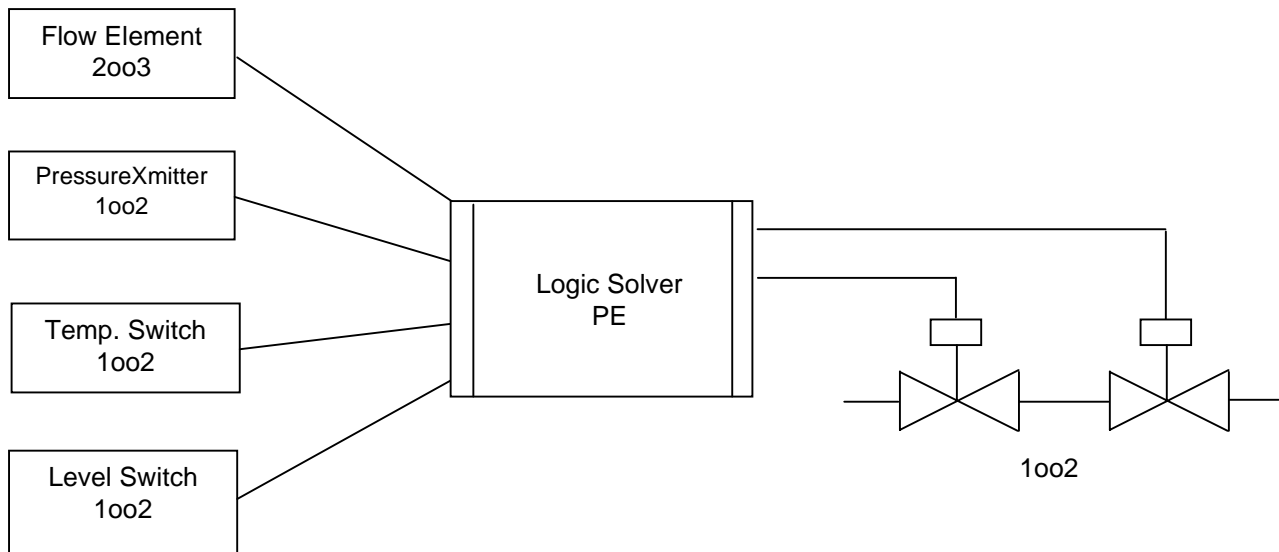 Flow Element
2oo3
PressureXmitter
1oo2
Temp. Switch
1oo2
Level Switch
1oo2
Logic Solver
PE
1oo2